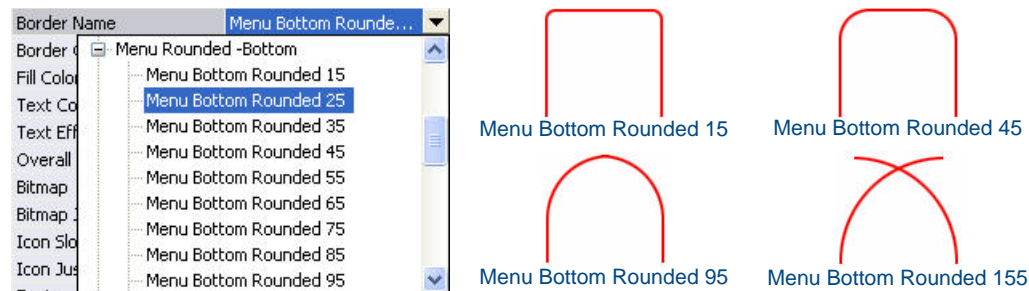 Border Name Menu Bottom Rounde...
Border
Menu Rounded -Bottom
Fill Color
Menu Bottom Rounded 15
Text Co
Menu Bottom Rounded 25
Text Eff
Menu Bottom Rounded 35
Overall
Menu Bottom Rounded 45
Bitmap
Menu Bottom Rounded 55
Bitmap
Menu Bottom Rounded 65
Icon Slo
Menu Bottom Rounded 75
Icon Jus
Menu Bottom Rounded 85
Menu Bottom Rounded 95
Menu Bottom Rounded 15
Menu Bottom Rounded 45
Menu Bottom Rounded 95
Menu Bottom Rounded 155